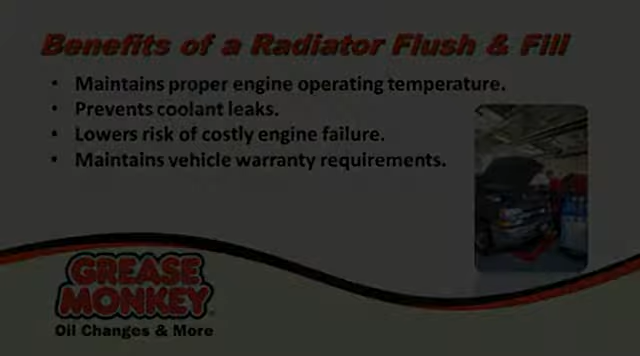 Benefits of a Radiator Flush & Fill
• Maintains proper engine operating temperature.
• Prevents coolant leaks.
• Lowers risk of costly engine failure.
• Maintains vehicle warranty requirements.
GREASE
MONKEY
Oil Changes & More